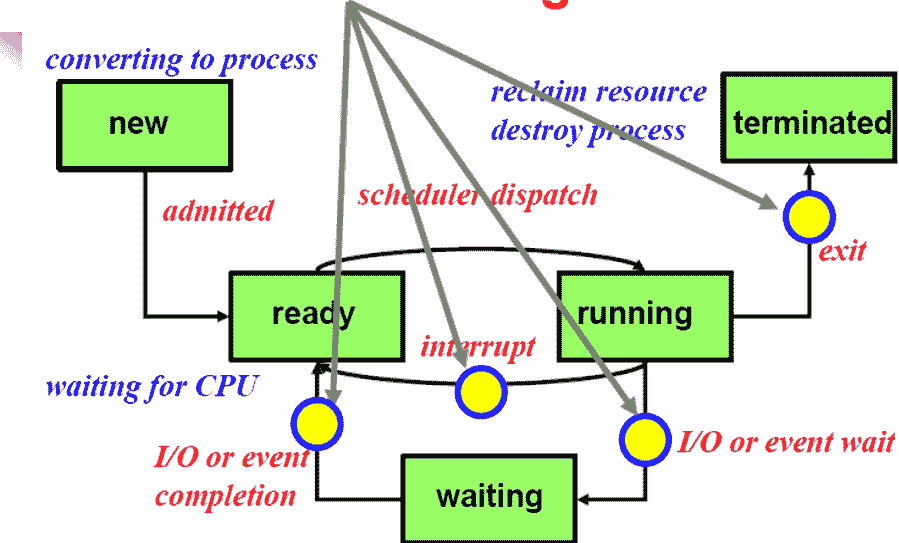 converting to process
new
reclaim resource
destroy process
terminated
admitted
scheduler dispatch
exit
ready
running
interrupt
waiting for CPU
I/O or event
completion
waiting
I/O or event wait